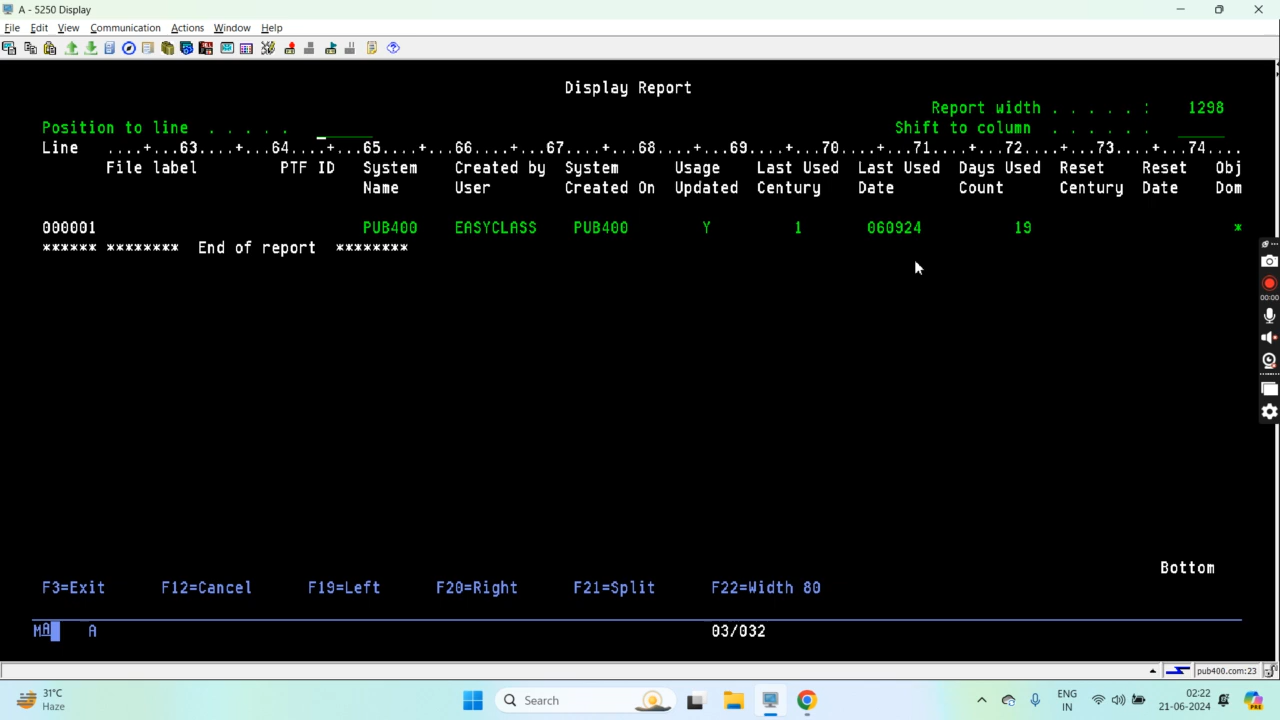 A - 5250 Display
File Edit View Communication Actions Window Help
Display Report
Report width . . . . . : 1298
Position to line . . . . .
Shift to column . . . . . .
Line ....+...63....+...64....+...65....+...66....+...67....+...68....+...69....+...70....+...71....+...72....+...73....+...74....
File label PTF ID System Created by System Usage Last Used Last Used Days Used Reset Reset Obj
Name User Created On Updated Century Date Count Century Date Dom
000001 PUB400 EASYCLASS PUB400 Y 1 060924 19 *
****** ******** End of report ********
Bottom
F3=Exit F12=Cancel F19=Left F20=Right F21=Split F22=Width 80
MA A 03/032
pub400.com:23
00:00
31°C
Haze
Search
ENG
IN
02:22
21-06-2024
PRE